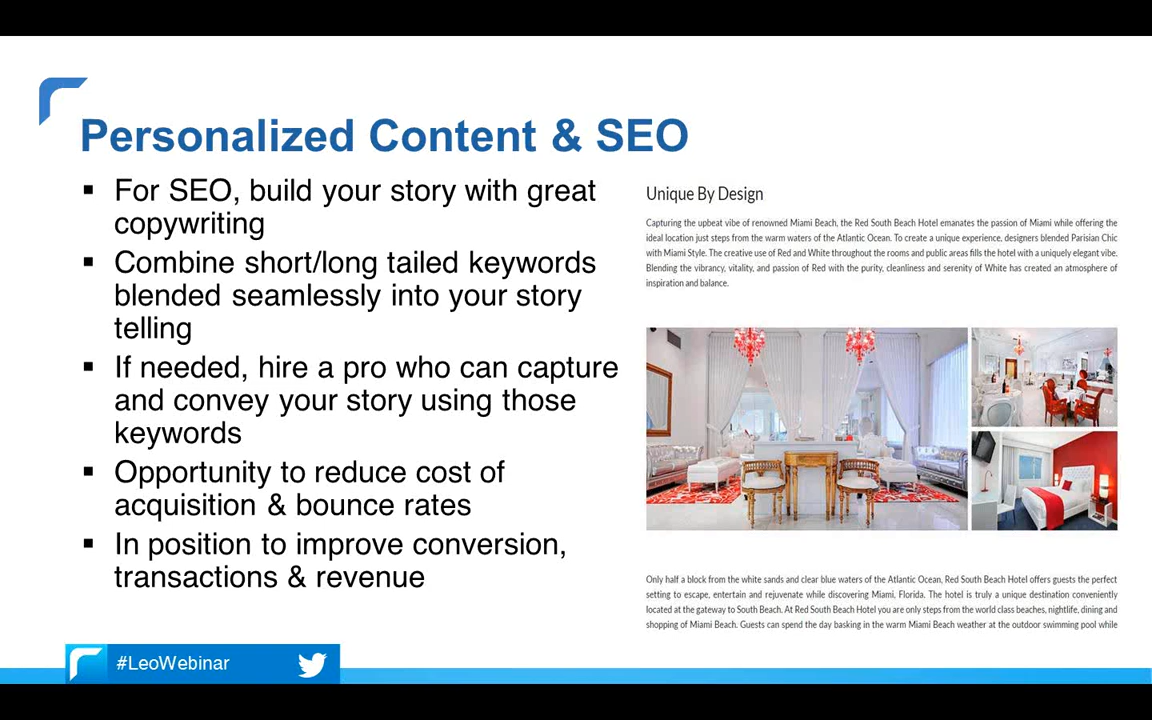 Personalized Content & SEO
▪ For SEO, build your story with great
copywriting
▪ Combine short/long tailed keywords
blended seamlessly into your story
telling
▪ If needed, hire a pro who can capture
and convey your story using those
keywords
▪ Opportunity to reduce cost of
acquisition & bounce rates
▪ In position to improve conversion,
transactions & revenue
Unique By Design
Capturing the upbeat vibe of renowned Miami Beach, the Red South Beach Hotel emanates the passion of Miami while offering the
ideal location just steps from the warm waters of the Atlantic Ocean. To create a unique experience, designers blended Parisian Chic
with Miami Style. The creative use of Red and White throughout the rooms and public areas fills the hotel with a uniquely elegant vibe.
Blending the vibrancy, vitality, and passion of Red with the purity, cleanliness and serenity of White has created an atmosphere of
inspiration and balance.
Only half a block from the white sands and clear blue waters of the Atlantic Ocean, Red South Beach Hotel offers guests the perfect
setting to escape, entertain and rejuvenate while discovering Miami, Florida. The hotel is truly a unique destination conveniently
located at the gateway to South Beach. At Red South Beach Hotel you are only steps from the world class beaches, nightlife, dining and
shopping of Miami Beach. Guests can spend the day basking in the warm Miami Beach weather at the outdoor swimming pool while
#LeoWebinar